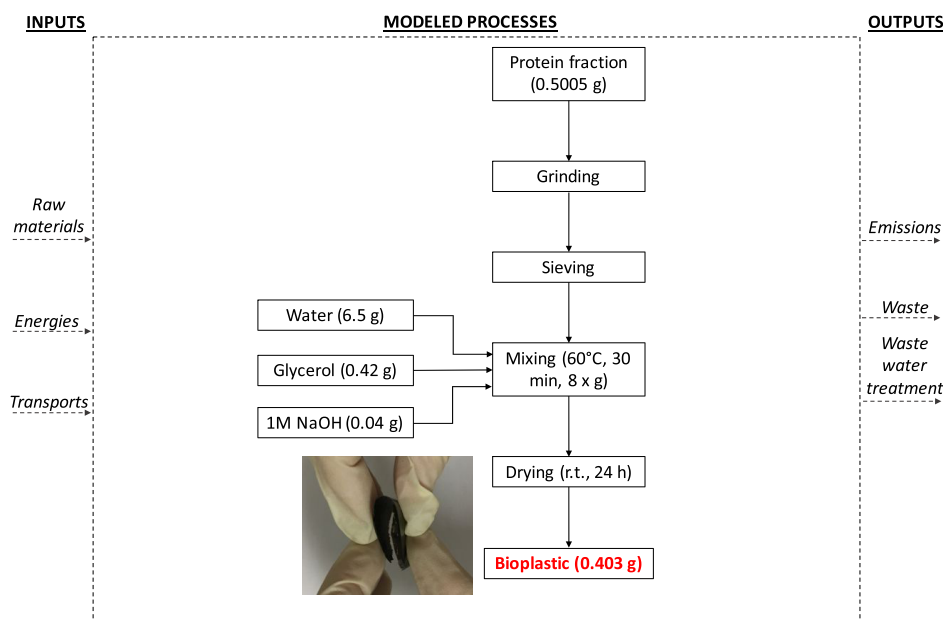 INPUTS
MODELED PROCESSES
OUTPUTS
Protein fraction
(0.5005 g)
Grinding
Raw
materials
Emissions
Sieving
Energies
Water (6.5 g)
Waste
Glycerol (0.42 g)
Mixing (60°C, 30
min, 8 x g)
Waste
water
treatment
Transports
1M NaOH (0.04 g)
Drying (r.t., 24 h)
Bioplastic (0.403 g)